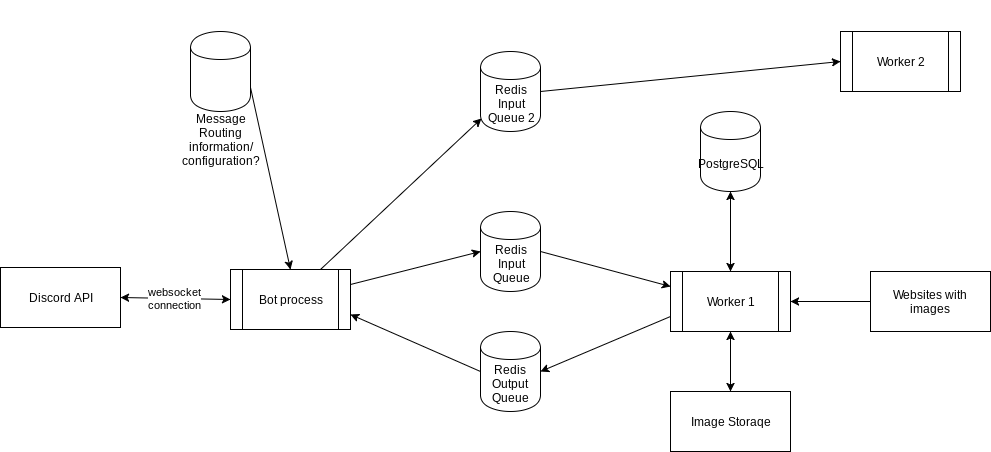 Message
Routing
information/
configuration?
Redis
Input
Queue 2
Worker 2
PostgreSQL
Redis
Input
Queue
Discord API
websocket
connection
Bot process
Worker 1
Websites with
images
Redis
Output
Queue
Image Storage